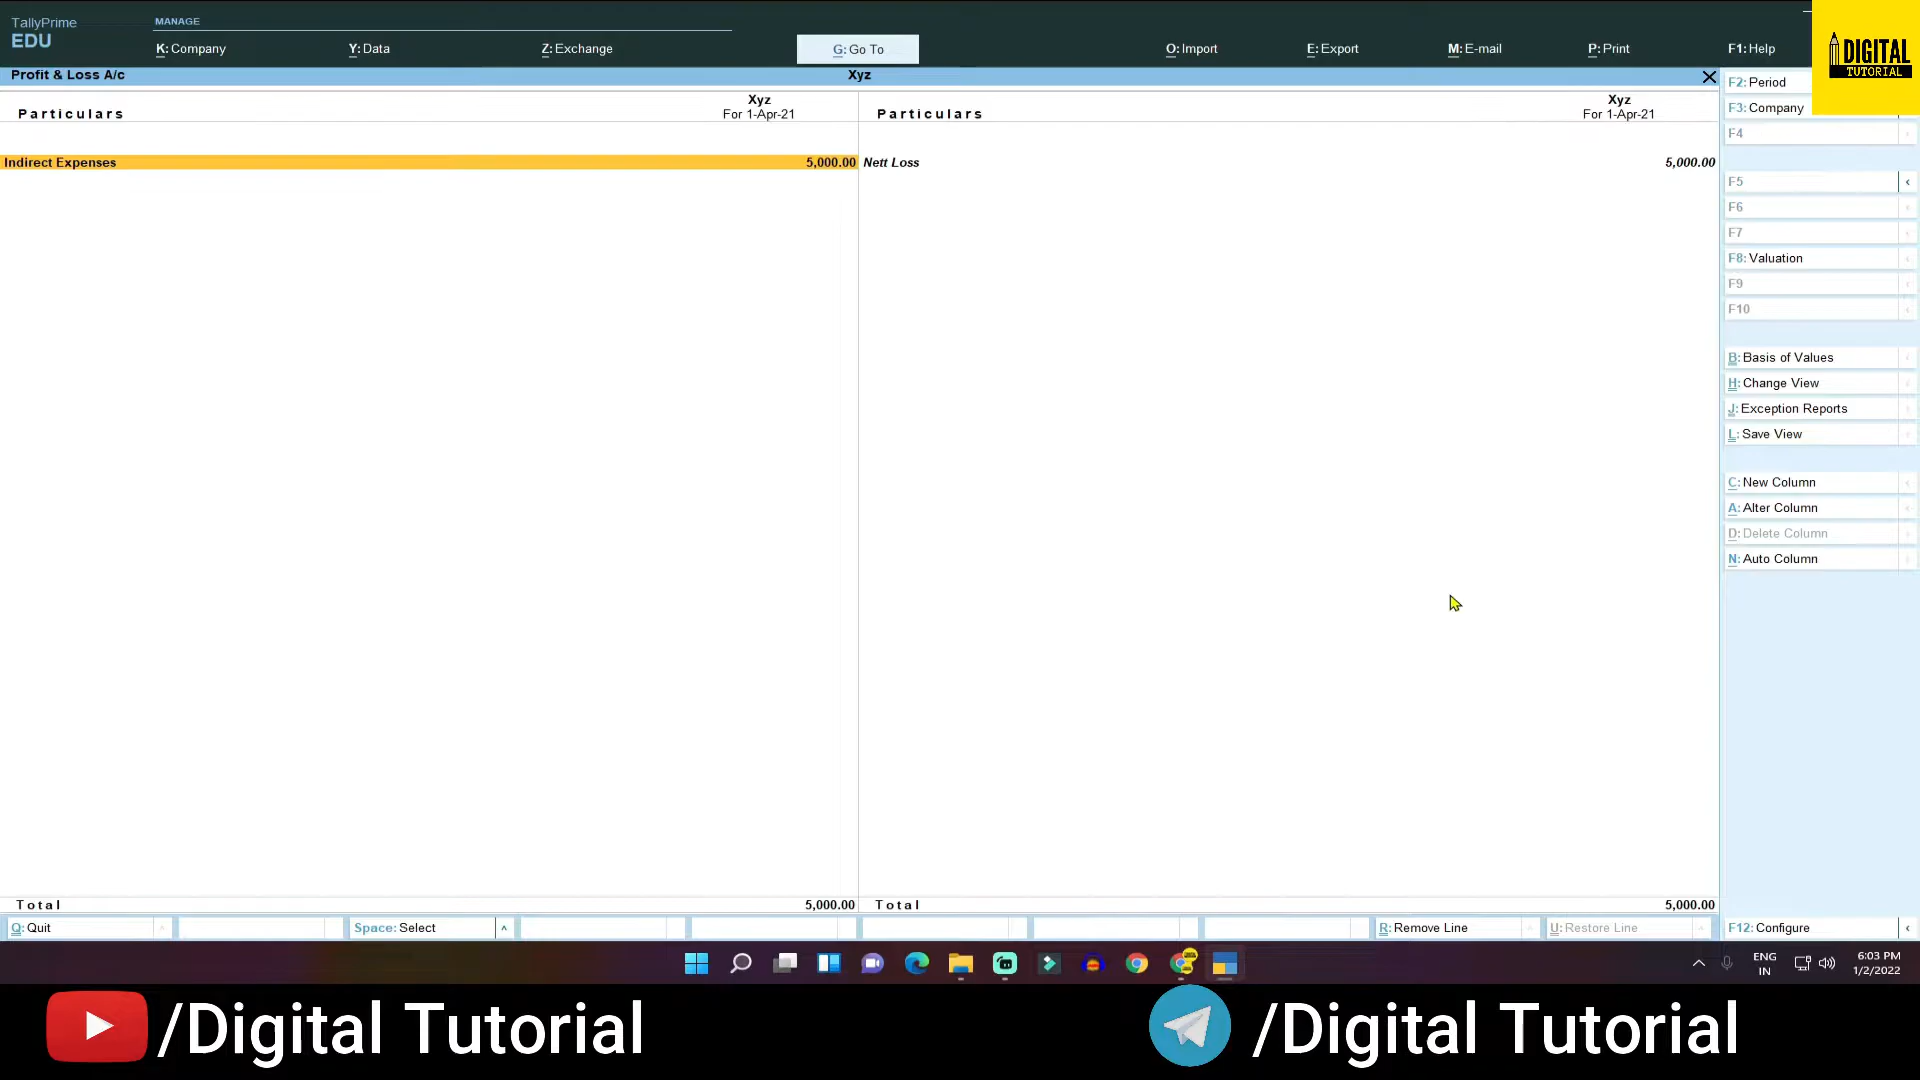 TallyPrime
EDU
MANAGE
K: Company
Y: Data
Z: Exchange
G: Go To
O: Import
E: Export
M: E-mail
P: Print
F1: Help
DIGITAL
TUTORIAL
Profit & Loss A/c
Xyz
Particulars
Xyz
For 1-Apr-21
Particulars
Xyz
For 1-Apr-21
Indirect Expenses 5,000.00
Nett Loss 5,000.00
Total 5,000.00
Total 5,000.00
F2: Period
F3: Company
F4
F5
F6
F7
F8: Valuation
F9
F10
B: Basis of Values
H: Change View
J: Exception Reports
L: Save View
C: New Column
A: Alter Column
D: Delete Column
N: Auto Column
Q: Quit
Space: Select
R: Remove Line
U: Restore Line
F12: Configure
ENG
IN
6:03 PM
1/2/2022
/Digital Tutorial
/Digital Tutorial